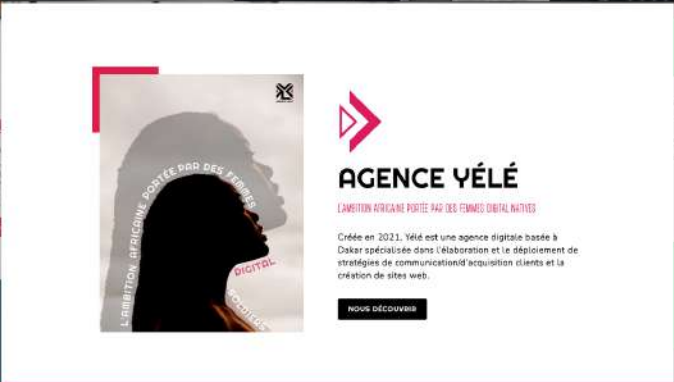 L'AMBITION AFRICAINE PORTÉE PAR DES FEMMES
DIGITAL
SOLDIERS
AGENCE YÉLÉ
L'AMBITION AFRICAINE PORTÉE PAR DES FEMMES DIGITAL NATIVES
Créée en 2021, Yélé est une agence digitale basée à
Dakar spécialisée dans l'élaboration et le déploiement de
stratégies de communication/d'acquisition clients et la
création de sites web.
NOUS DÉCOUVRIR